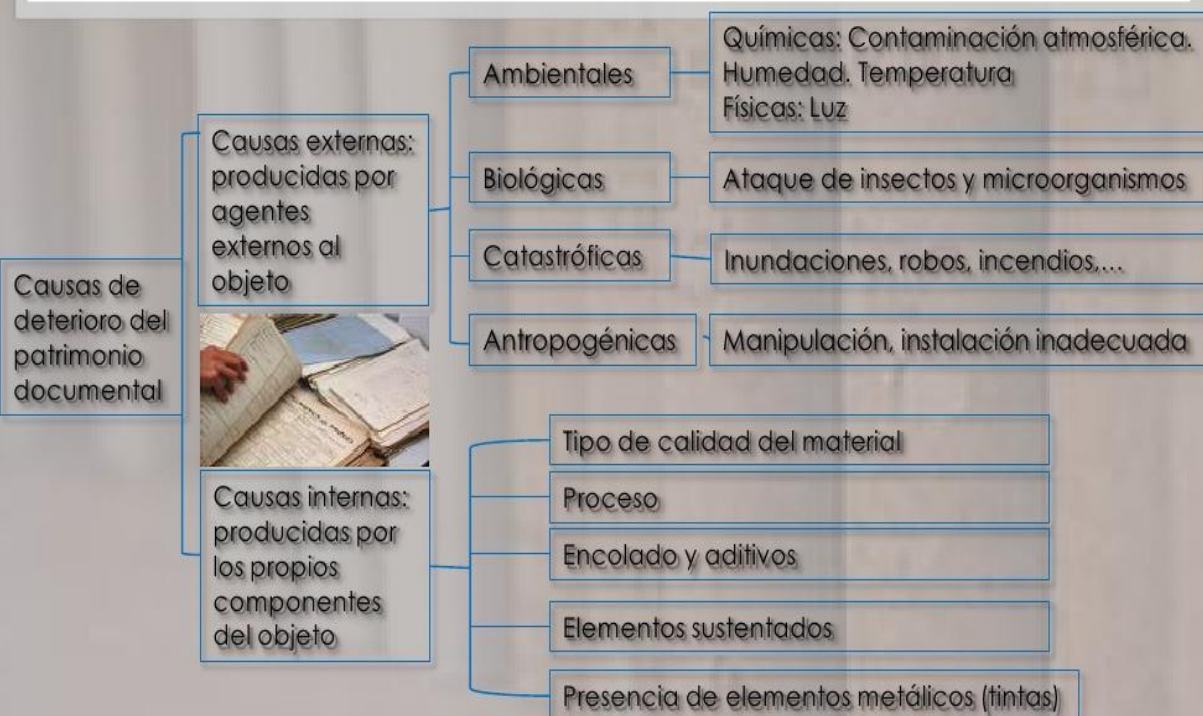 Causas de
deterioro del
patrimonio
documental
Causas externas:
producidas por
agentes
externos al
objeto
Ambientales
Químicas: Contaminación atmosférica.
Humedad. Temperatura
Físicas: Luz
Biológicas
Ataque de insectos y microorganismos
Catastróficas
Inundaciones, robos, incendios,...
Antropogénicas
Manipulación, instalación inadecuada
Causas internas:
producidas por
los propios
componentes
del objeto
Tipo de calidad del material
Proceso
Encolado y aditivos
Elementos sustentados
Presencia de elementos metálicos (tintas)